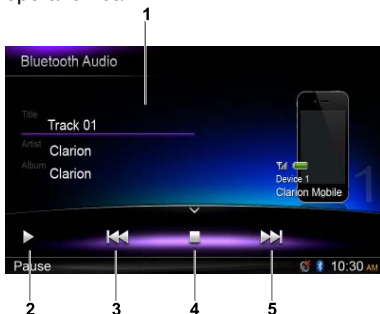 1
Bluetooth Audio
Title
Track 01
Artist
Clarion
Album
Clarion
Device 1
Clarion Mobile
1
Pause
10:30 AM
2 3 4 5